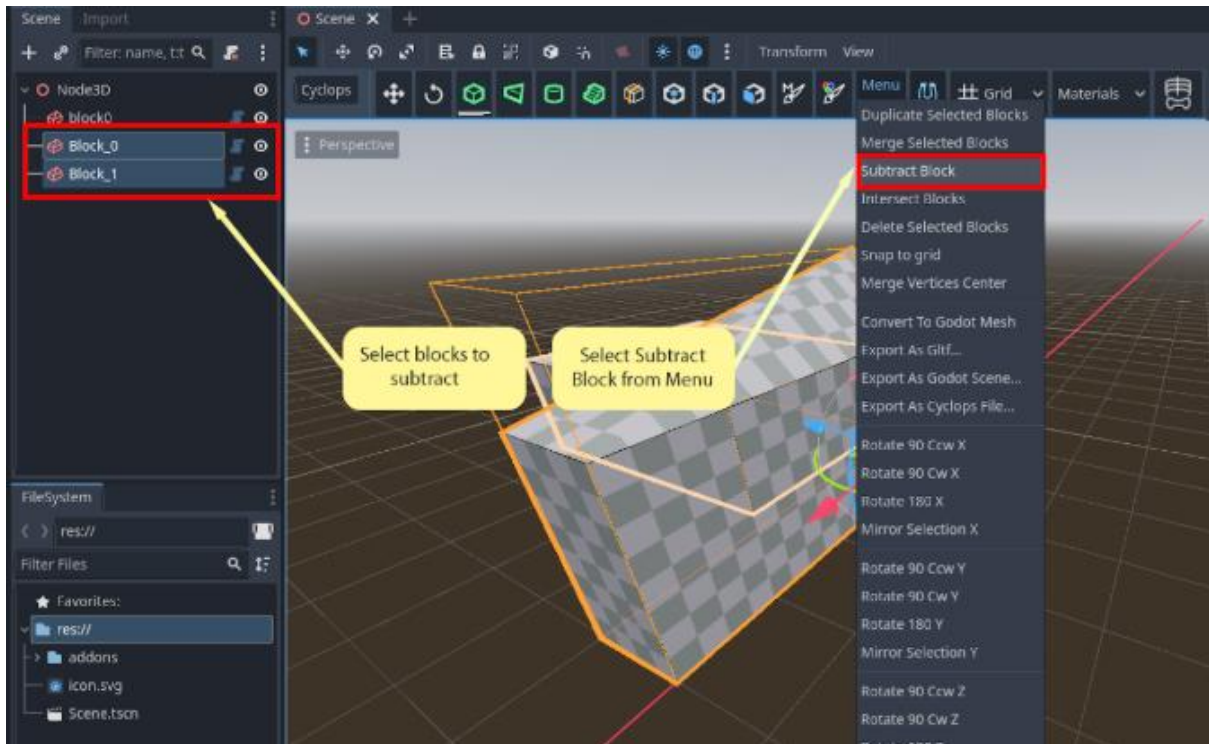 Scene Import
Filter: name, t:t
Node3D
block0
Block_0
Block_1
FileSystem
res://
Filter Files
Favorites:
res://
addons
icon.svg
Scene.tscn
Scene
Transform View
Cyclops
Menu
Grid
Materials
Perspective
Duplicate Selected Blocks
Merge Selected Blocks
Subtract Block
Intersect Blocks
Delete Selected Blocks
Snap to grid
Merge Vertices Center
Convert To Godot Mesh
Export As Gltf...
Export As Godot Scene...
Export As Cyclops File...
Rotate 90 Ccw X
Rotate 90 Cw X
Rotate 180 X
Mirror Selection X
Rotate 90 Ccw Y
Rotate 90 Cw Y
Rotate 180 Y
Mirror Selection Y
Rotate 90 Ccw Z
Rotate 90 Cw Z
Select blocks to
subtract
Select Subtract
Block from Menu